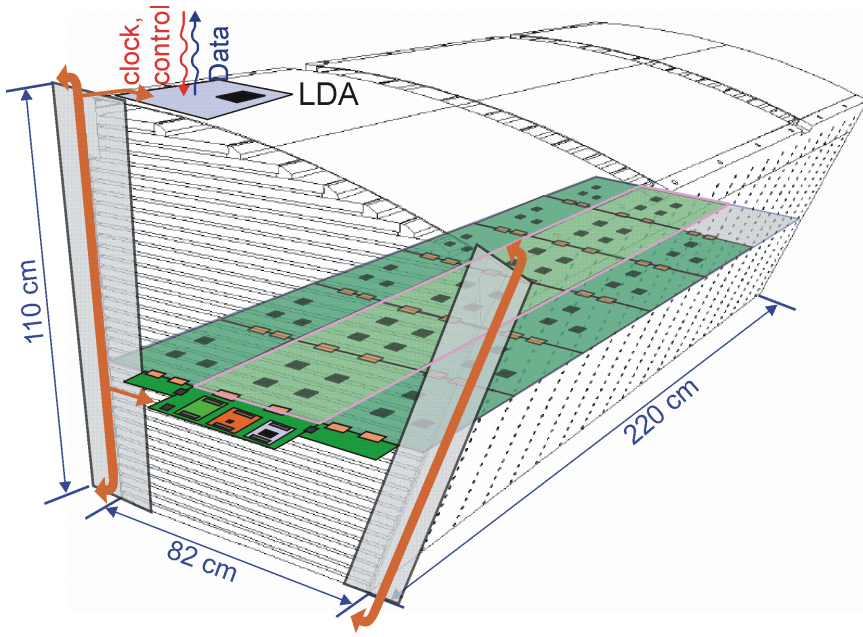 clock,
control
Data
LDA
110 cm
82 cm
220 cm